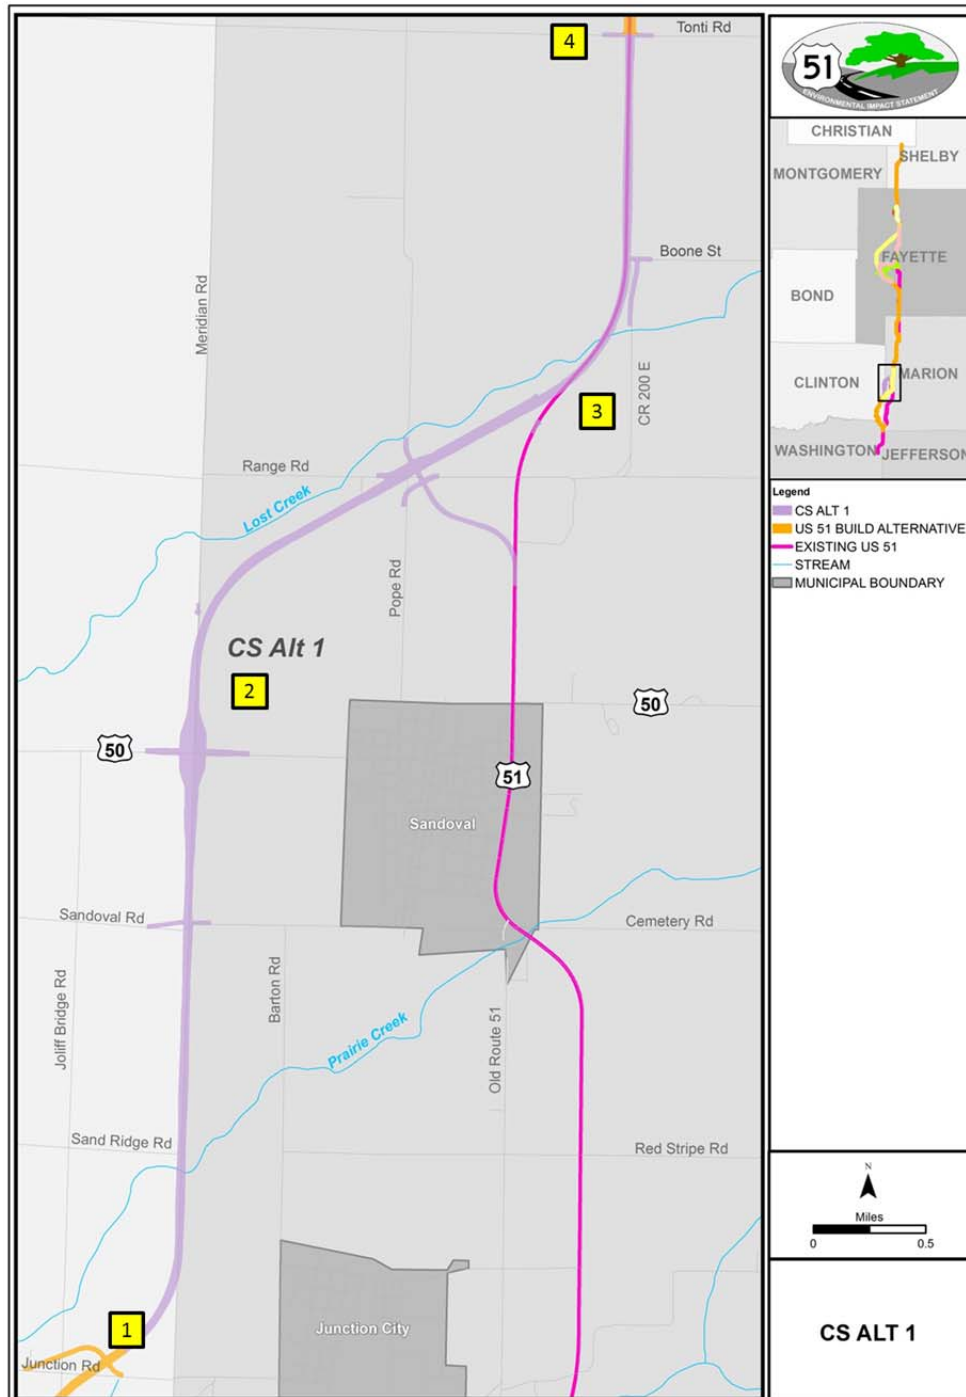 4
Tonti Rd
Boone St
Meridian Rd
CR 200 E
3
Range Rd
Lost Creek
Pope Rd
CS Alt 1
2
50
50
51
Sandoval
Sandoval Rd
Cemetery Rd
Joliff Bridge Rd
Barton Rd
Old Route 51
Prairie Creek
Sand Ridge Rd
Red Stripe Rd
1
Junction City
Junction Rd
51
ENVIRONMENTAL IMPACT STATEMENT
CHRISTIAN
SHELBY
MONTGOMERY
FAYETTE
BOND
CLINTON
MARION
WASHINGTON
JEFFERSON
Legend
CS ALT 1
US 51 BUILD ALTERNATIVE
EXISTING US 51
STREAM
MUNICIPAL BOUNDARY
N
Miles
0 0.5
CS ALT 1